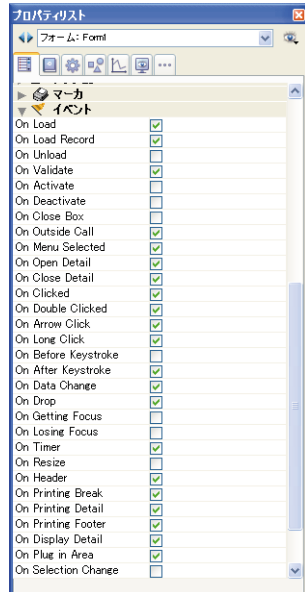 プロパティリスト
フォーム: Form1
マーカ
イベント
On Load
On Load Record
On Unload
On Validate
On Activate
On Deactivate
On Close Box
On Outside Call
On Menu Selected
On Open Detail
On Close Detail
On Clicked
On Double Clicked
On Arrow Click
On Long Click
On Before Keystroke
On After Keystroke
On Data Change
On Drop
On Getting Focus
On Losing Focus
On Timer
On Resize
On Header
On Printing Break
On Printing Detail
On Printing Footer
On Display Detail
On Plug in Area
On Selection Change